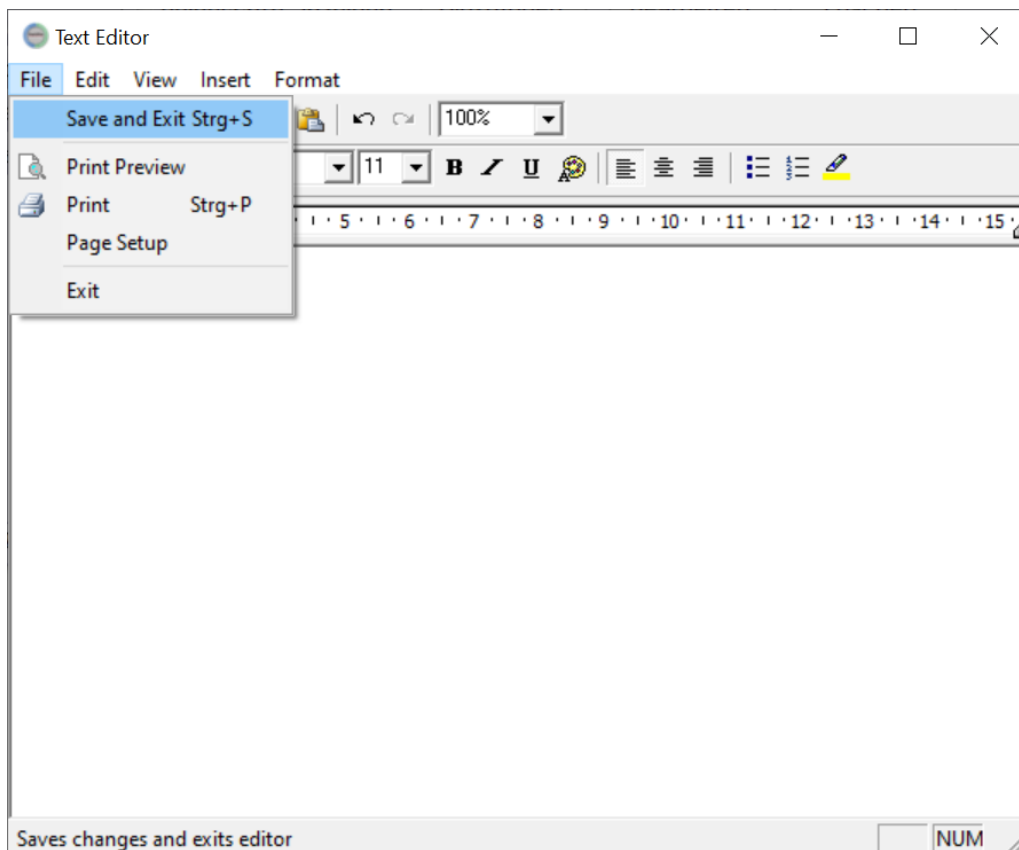 Text Editor
File Edit View Insert Format
Save and Exit Strg+S
100%
Print Preview
11 B I U A
Print Strg+P
5 6 7 8 9 10 11 12 13 14 15
Page Setup
Exit
Saves changes and exits editor NUM